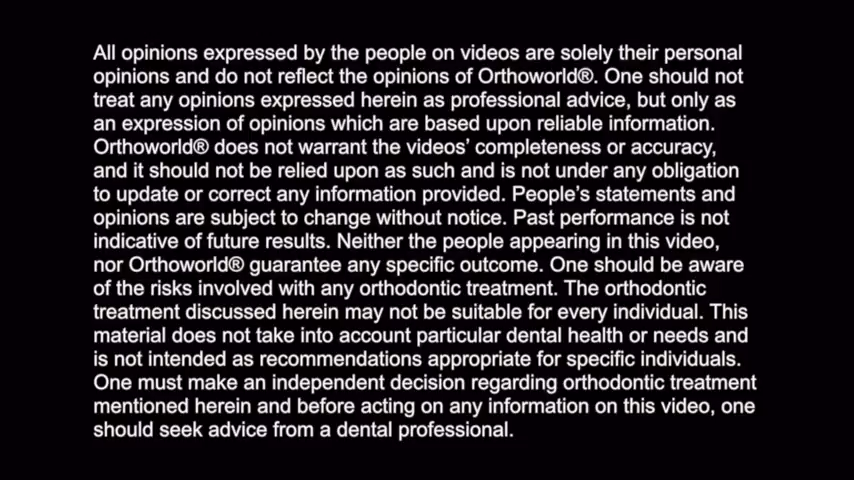 All opinions expressed by the people on videos are solely their personal
opinions and do not reflect the opinions of Orthoworld®. One should not
treat any opinions expressed herein as professional advice, but only as
an expression of opinions which are based upon reliable information.
Orthoworld® does not warrant the videos’ completeness or accuracy,
and it should not be relied upon as such and is not under any obligation
to update or correct any information provided. People’s statements and
opinions are subject to change without notice. Past performance is not
indicative of future results. Neither the people appearing in this video,
nor Orthoworld® guarantee any specific outcome. One should be aware
of the risks involved with any orthodontic treatment. The orthodontic
treatment discussed herein may not be suitable for every individual. This
material does not take into account particular dental health or needs and
is not intended as recommendations appropriate for specific individuals.
One must make an independent decision regarding orthodontic treatment
mentioned herein and before acting on any information on this video, one
should seek advice from a dental professional.